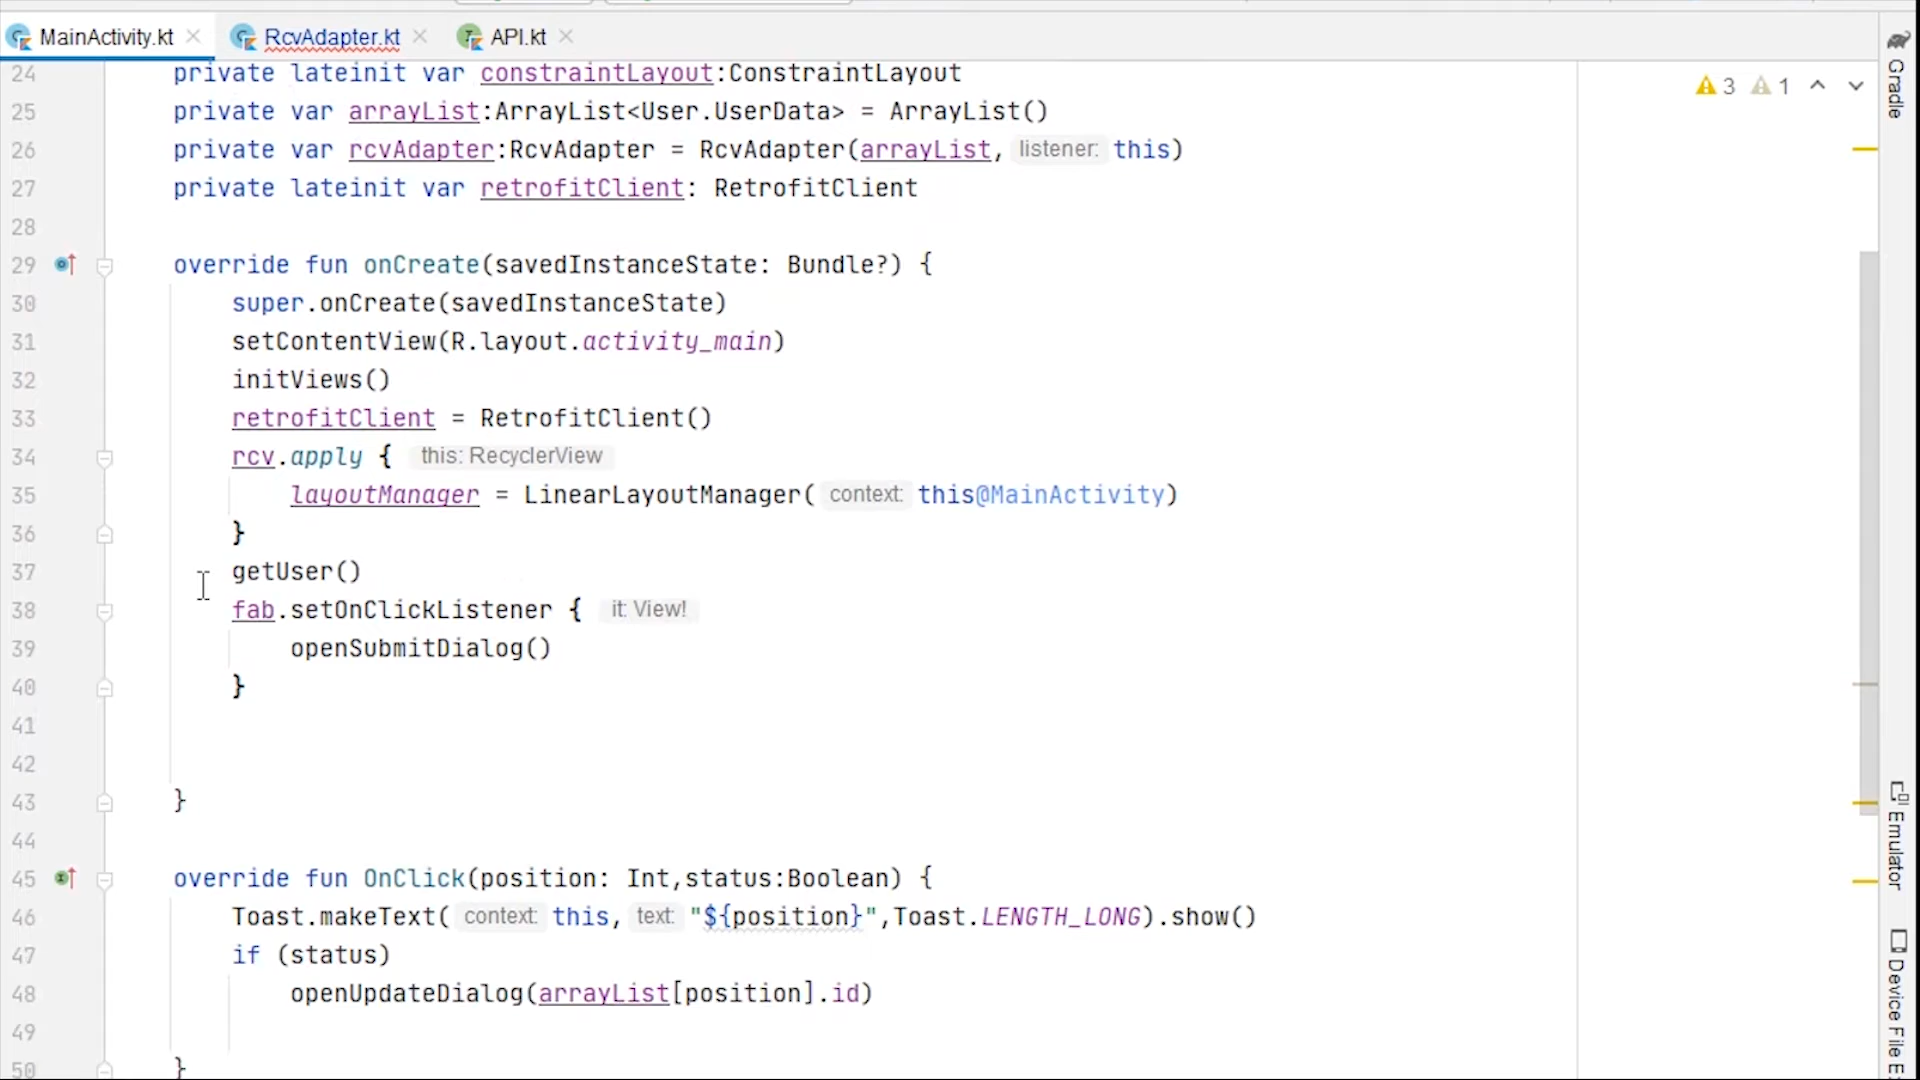 MainActivity.kt
RcvAdapter.kt
API.kt
24 private lateinit var constraintLayout:ConstraintLayout
25 private var arrayList:ArrayList<User.UserData> = ArrayList()
26 private var rcvAdapter:RcvAdapter = RcvAdapter(arrayList, listener: this)
27 private lateinit var retrofitClient: RetrofitClient
28
29 override fun onCreate(savedInstanceState: Bundle?) {
30 super.onCreate(savedInstanceState)
31 setContentView(R.layout.activity_main)
32 initViews()
33 retrofitClient = RetrofitClient()
34 rcv.apply { this: RecyclerView
35 layoutManager = LinearLayoutManager( context: this@MainActivity)
36 }
37 getUser()
38 fab.setOnClickListener { it: View!
39 openSubmitDialog()
40 }
41
42
43 }
44
45 override fun OnClick(position: Int,status:Boolean) {
46 Toast.makeText( context: this, text: "${position}",Toast.LENGTH_LONG).show()
47 if (status)
48 openUpdateDialog(arrayList[position].id)
49
50 }
3 1
Gradle
Emulator
Device File E